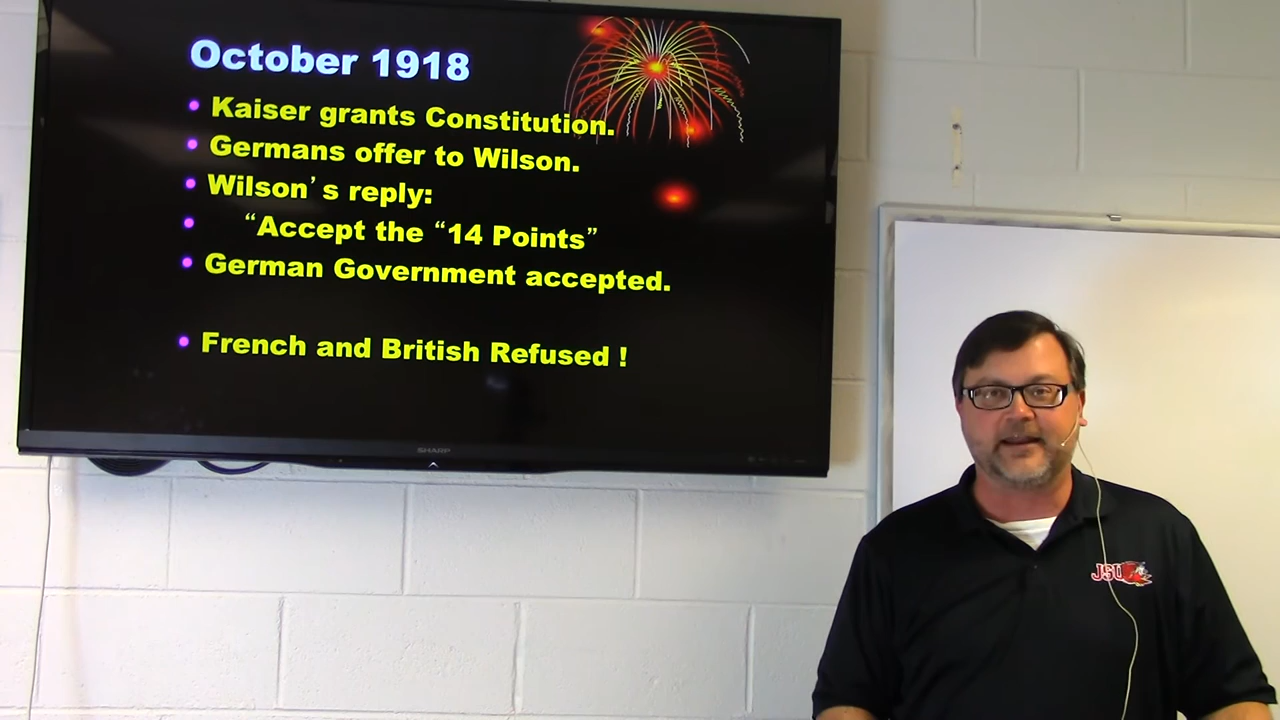 October 1918
• Kaiser grants Constitution.
• Germans offer to Wilson.
• Wilson’s reply:
• “Accept the “14 Points”
• German Government accepted.
• French and British Refused !
SHARP
JSU